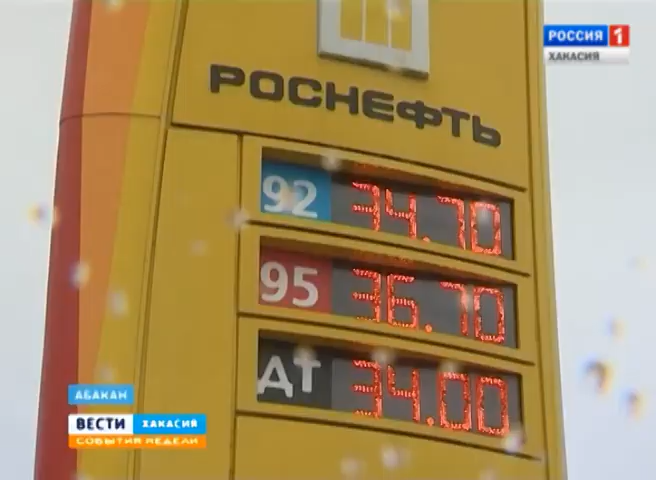 РОССИЯ 1
ХАКАСИЯ
РОСНЕФТЬ
92 34.70
95 36.70
ДТ 34.00
АБАКАН
ВЕСТИ ХАКАСИЯ
СОБЫТИЯ НЕДЕЛИ